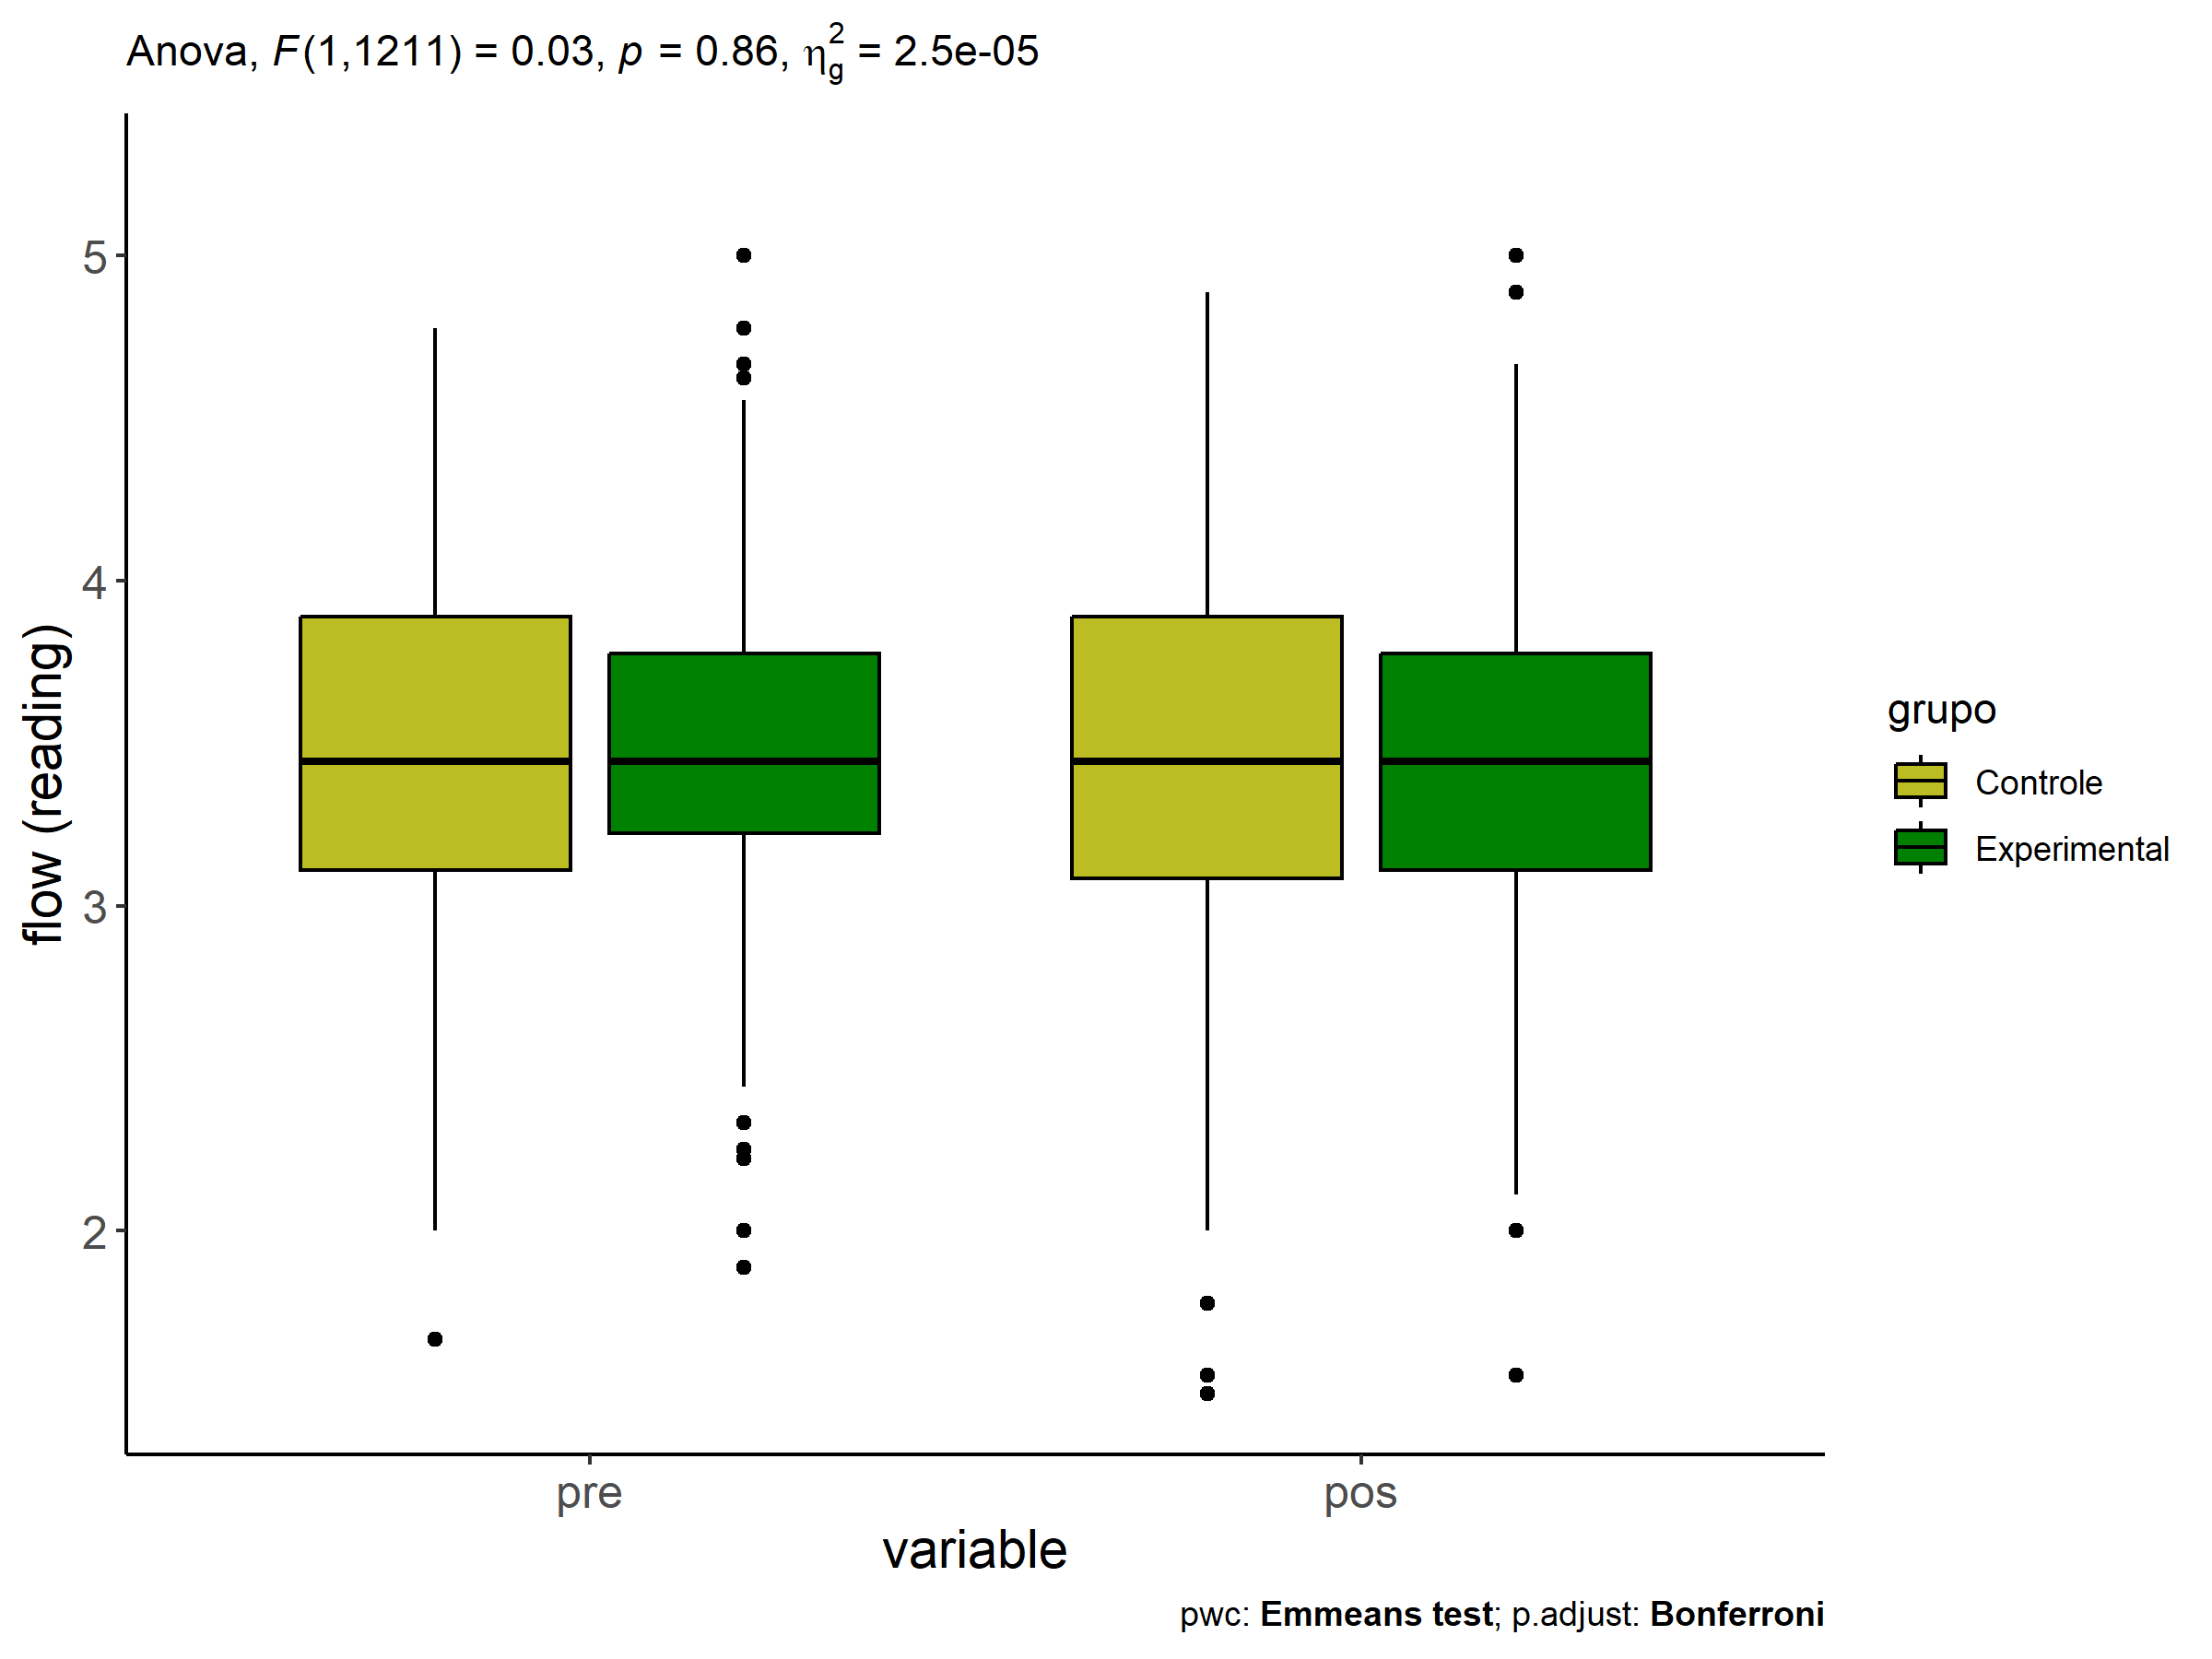 Anova, F(1,1211) = 0.03, p = 0.86, η²g = 2.5e-05
flow (reading)
5
4
3
2
pre
pos
variable
grupo
Controle
Experimental
pwc: Emmeans test; p.adjust: Bonferroni